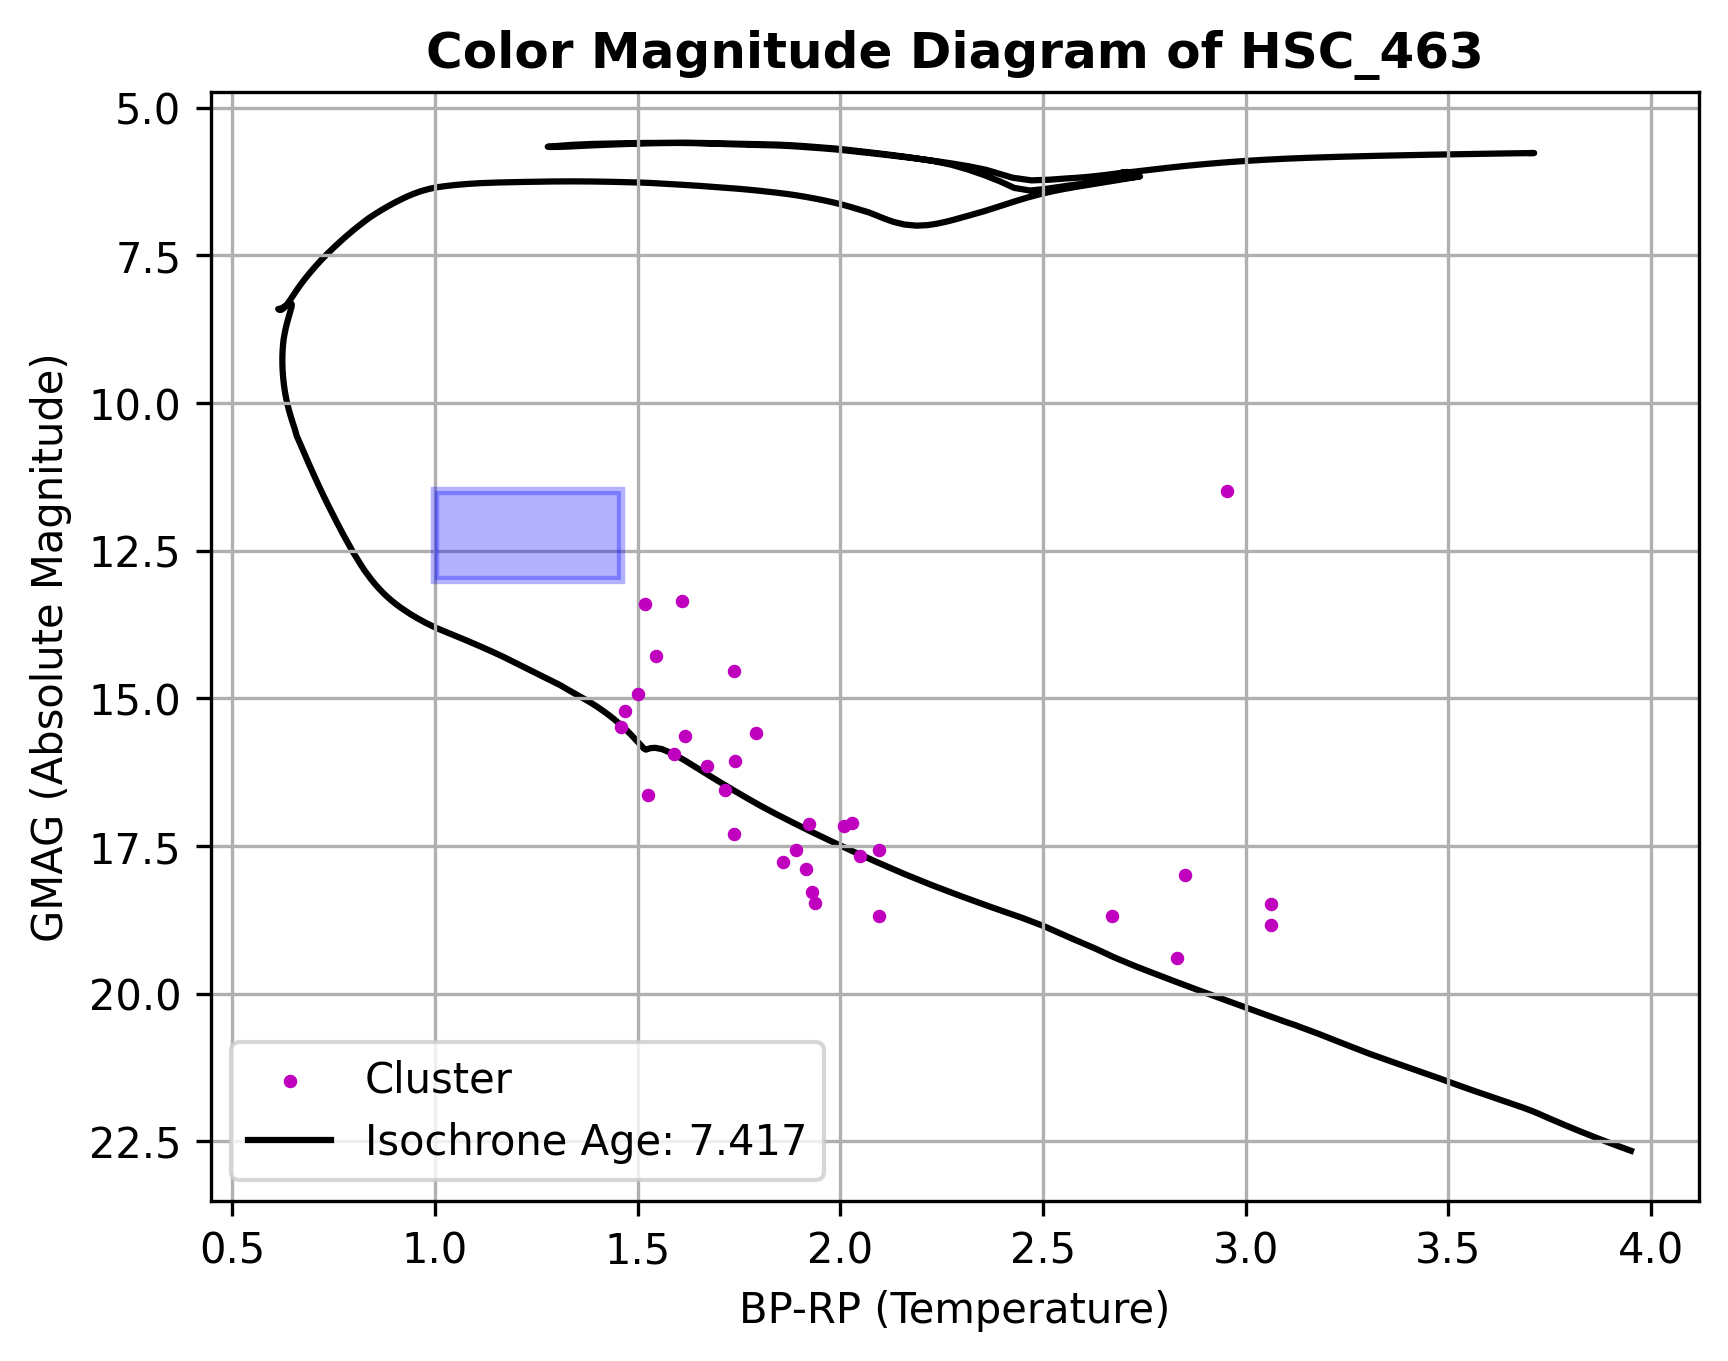 Color Magnitude Diagram of HSC_463
GMAG (Absolute Magnitude)
5.0
7.5
10.0
12.5
15.0
17.5
20.0
22.5
Cluster
Isochrone Age: 7.417
0.5 1.0 1.5 2.0 2.5 3.0 3.5 4.0
BP-RP (Temperature)